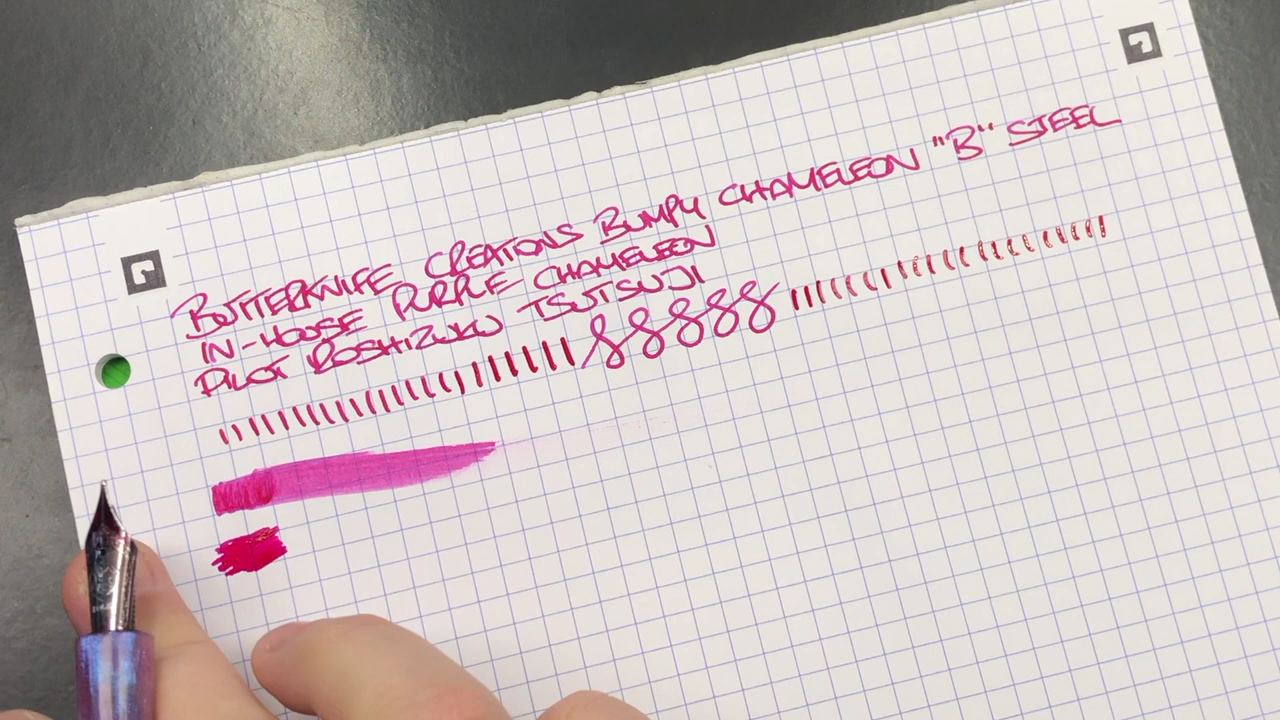 BUTTERKNIFE CREATIONS BUMPY CHAMELEON "B" STEEL
IN-HOUSE PURPLE CHAMELEON
PILOT IROSHIZUKU TSUTSUJI